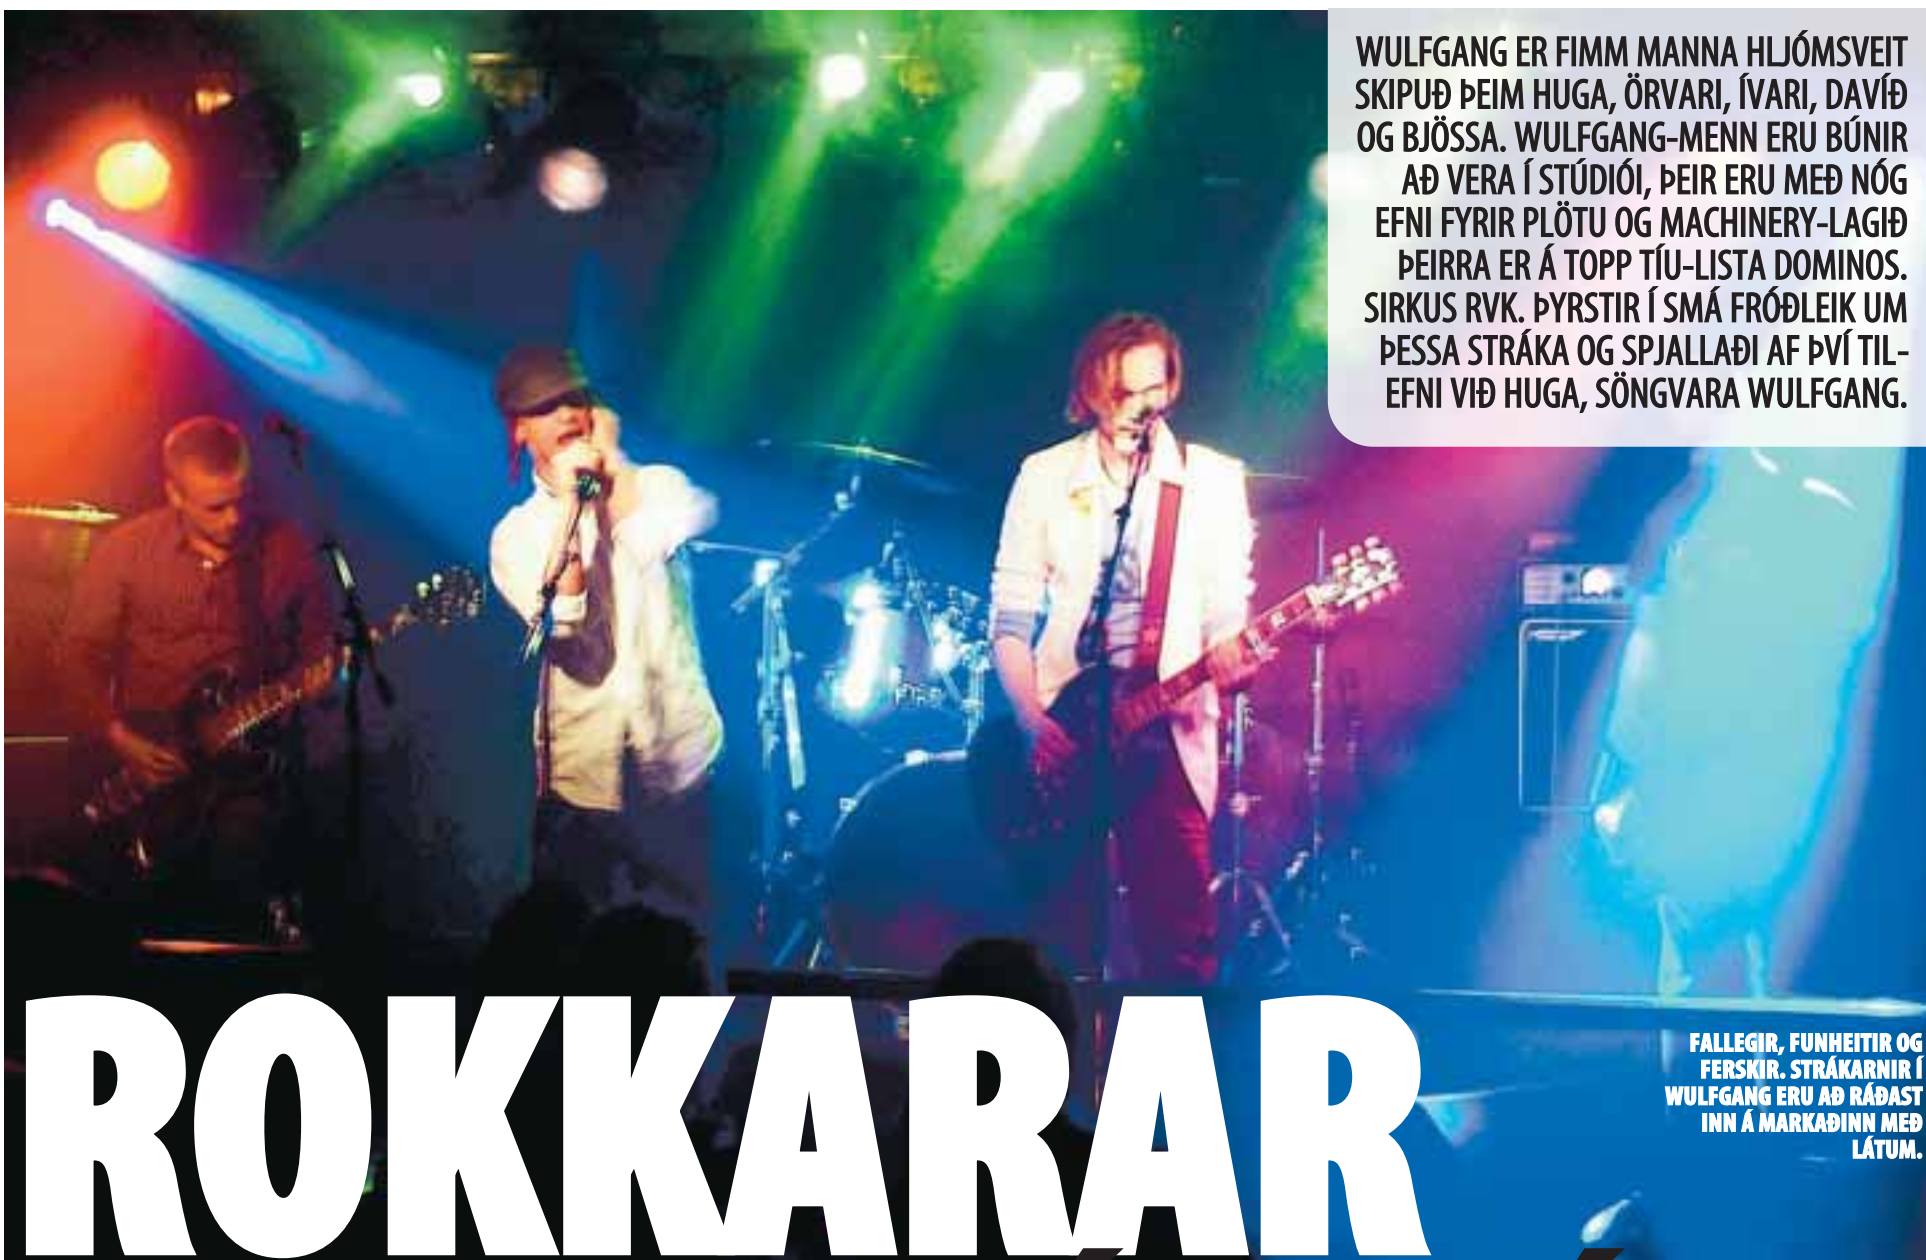 WULFGANG ER FIMM MANNA HLJÓMSVEIT
SKIPUÐ ÞEIM HUGA, ÖRVARI, ÍVARI, DAVÍÐ
OG BJÖSSA. WULFGANG-MENN ERU BÚNIR
AÐ VERA Í STÚDIÓI, ÞEIR ERU MEÐ NÓG
EFNI FYRIR PLÖTU OG MACHINERY-LAGIÐ
ÞEIRRA ER Á TOPP TÍU-LISTA DOMINOS.
SIRKUS RVK. ÞYRSTIR Í SMÁ FRÓÐLEIK UM
ÞESSA STRÁKA OG SPJALLAÐI AF ÞVÍ TIL-
EFNI VIÐ HUGA, SÖNGVARA WULFGANG.
ROKKARAR
FALLEGIR, FUNHEITIR OG
FERSKIR. STRÁKARNIR Í
WULFGANG ERU AÐ RÁÐAST
INN Á MARKAÐINN MEÐ
LÁTUM.